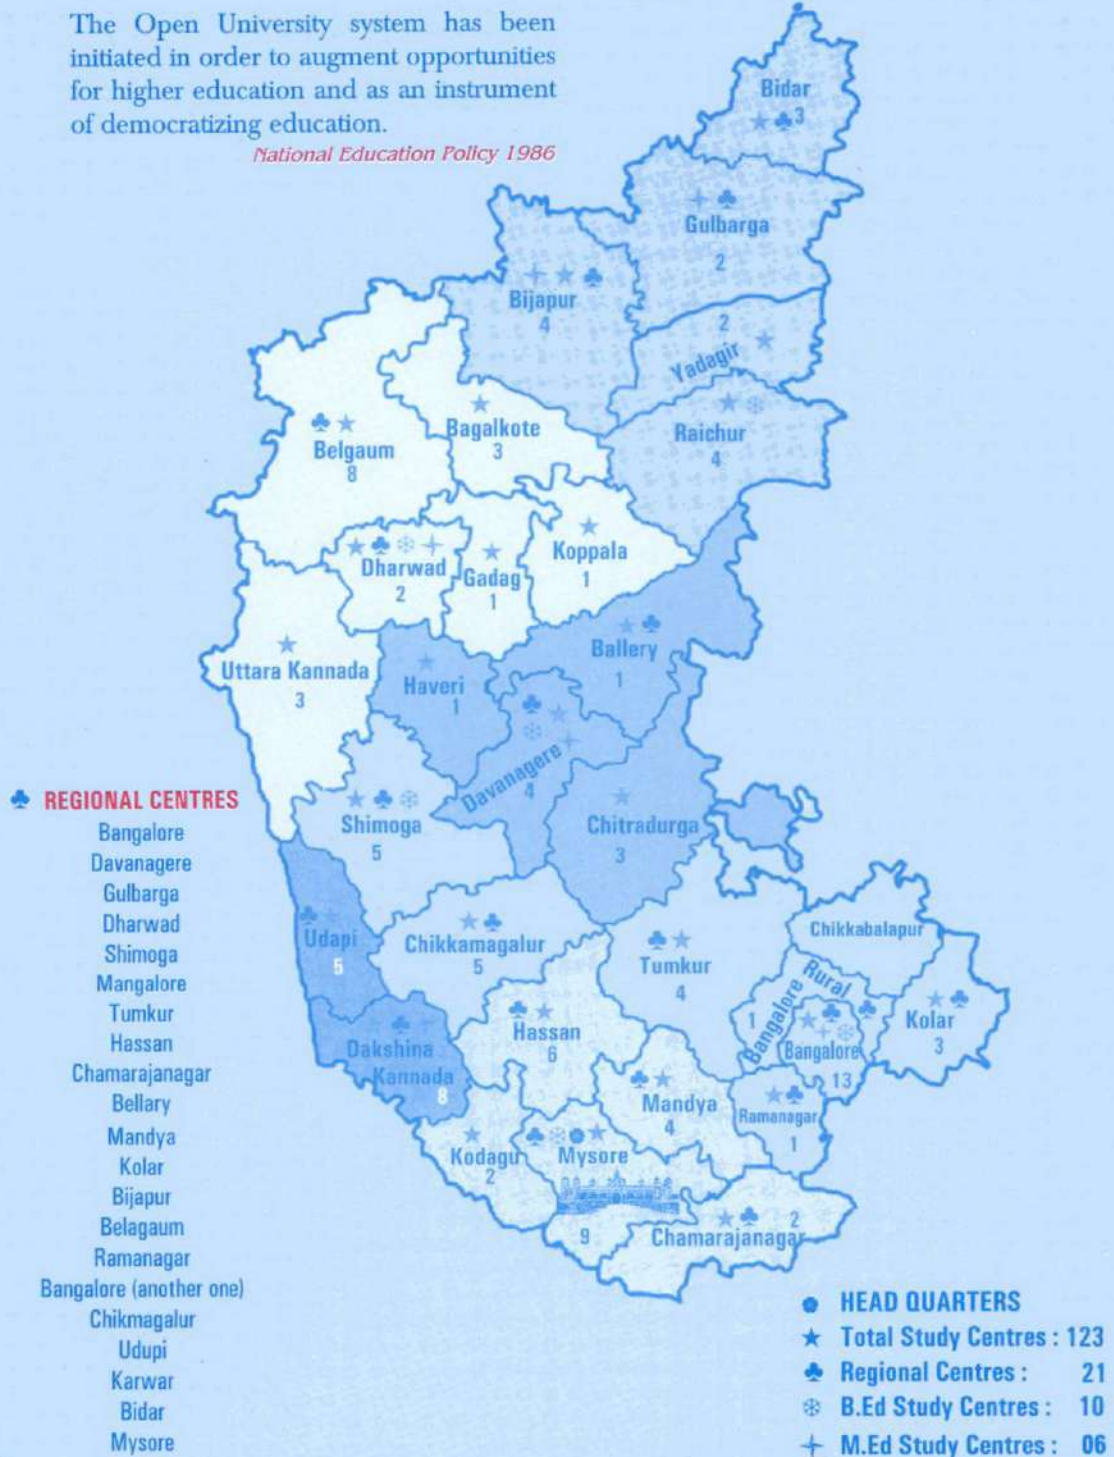 The Open University system has been
initiated in order to augment opportunities
for higher education and as an instrument
of democratizing education.
National Education Policy 1986
Bidar
3
Gulbarga
2
Bijapur
4
2
Yadagir
Raichur
4
Bagalkote
3
Belgaum
8
Dharwad
2
Gadag
1
Koppala
1
Uttara Kannada
3
Haveri
1
Ballery
1
Davanagere
4
Chitradurga
3
Shimoga
5
Udapi
5
Chikkamagalur
5
Tumkur
4
Chikkabalapur
Bangalore Rural
1
Bangalore
13
Kolar
3
Dakshina
Kannada
8
Hassan
6
Mandya
4
Ramanagar
1
Kodagu
2
Mysore
9
Chamarajanagar
2
REGIONAL CENTRES
Bangalore
Davanagere
Gulbarga
Dharwad
Shimoga
Mangalore
Tumkur
Hassan
Chamarajanagar
Bellary
Mandya
Kolar
Bijapur
Belagaum
Ramanagar
Bangalore (another one)
Chikmagalur
Udupi
Karwar
Bidar
Mysore
HEAD QUARTERS
Total Study Centres : 123
Regional Centres : 21
B.Ed Study Centres : 10
M.Ed Study Centres : 06